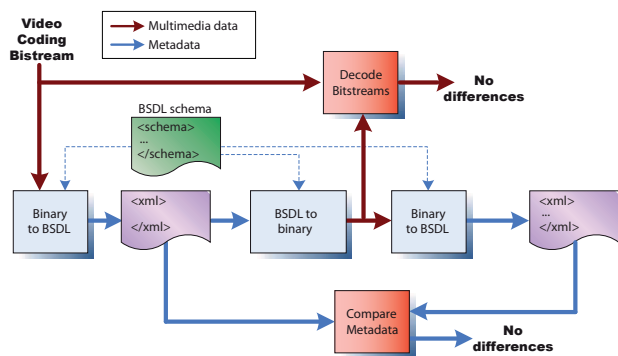 Video
Coding
Bistream
Multimedia data
Metadata
Decode
Bitstreams
No
differences
BSDL schema
<schema>
...
</schema>
Binary
to BSDL
<xml>
</xml>
BSDL to
binary
Binary
to BSDL
<xml>
...
</xml>
Compare
Metadata
No
differences